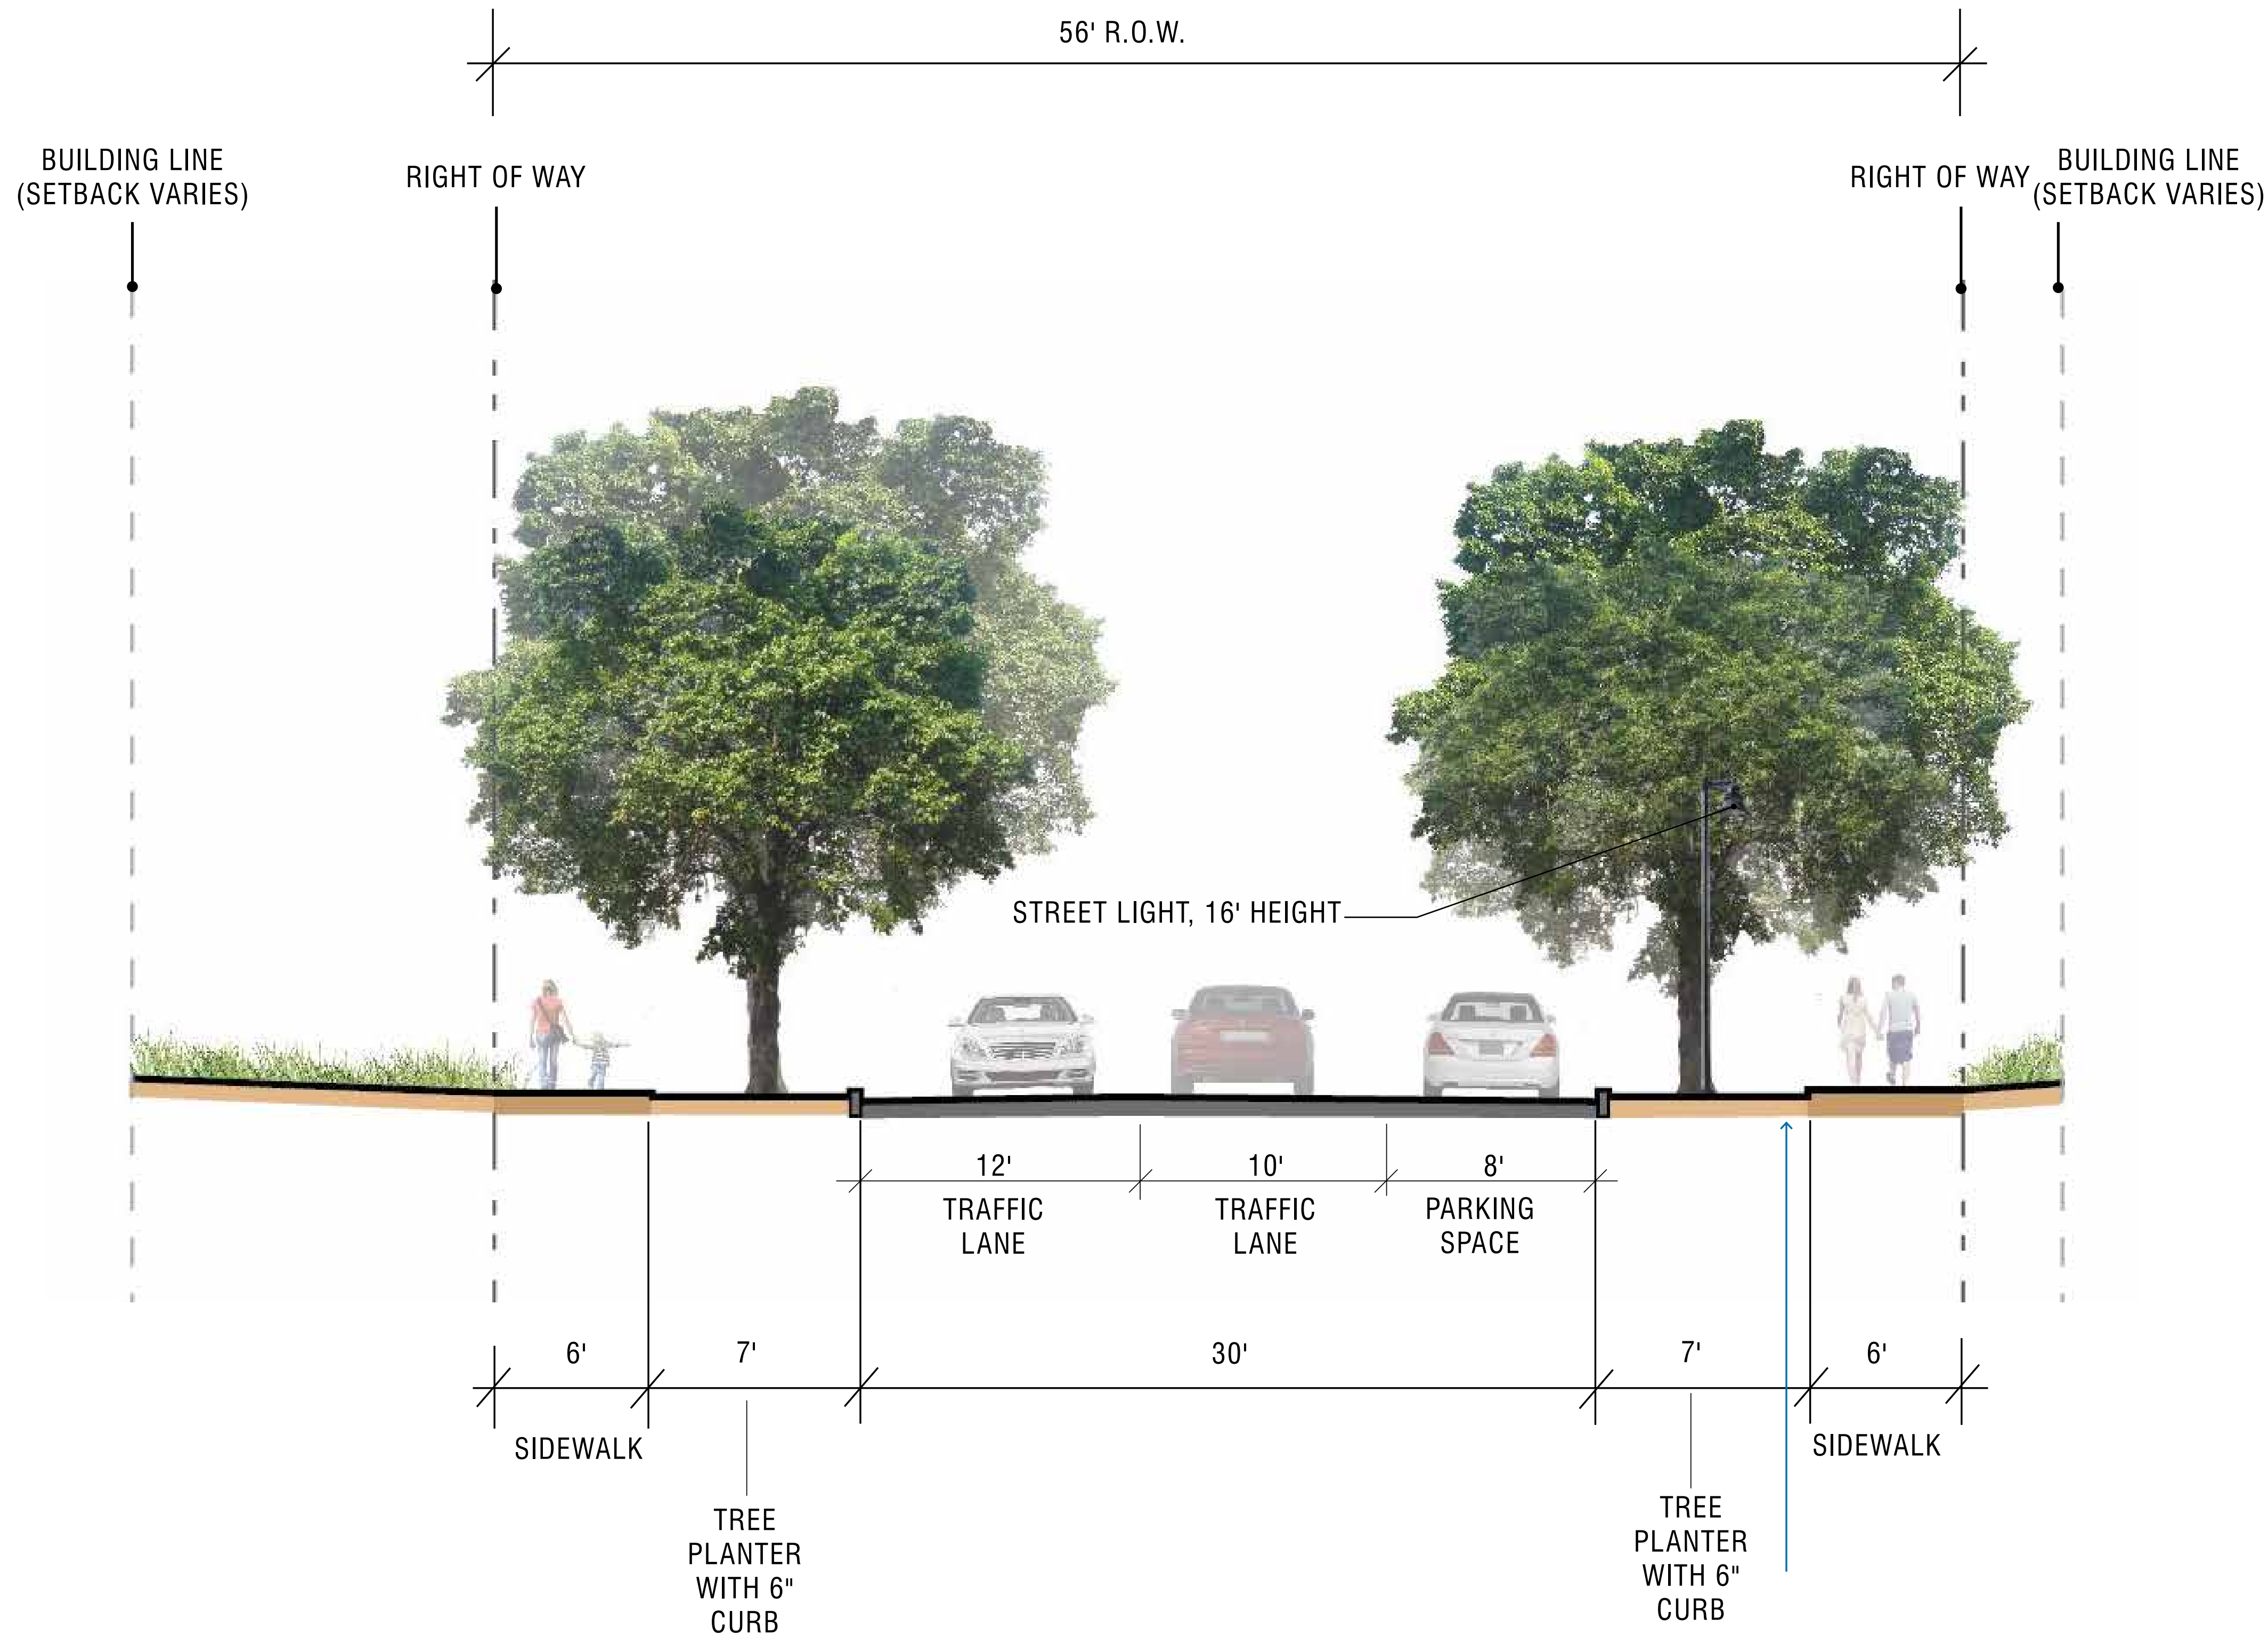 56' R.O.W.
BUILDING LINE
(SETBACK VARIES)
RIGHT OF WAY
RIGHT OF WAY
BUILDING LINE
(SETBACK VARIES)
STREET LIGHT, 16' HEIGHT
12'
TRAFFIC
LANE
10'
TRAFFIC
LANE
8'
PARKING
SPACE
6'
7'
30'
7'
6'
SIDEWALK
SIDEWALK
TREE
PLANTER
WITH 6"
CURB
TREE
PLANTER
WITH 6"
CURB